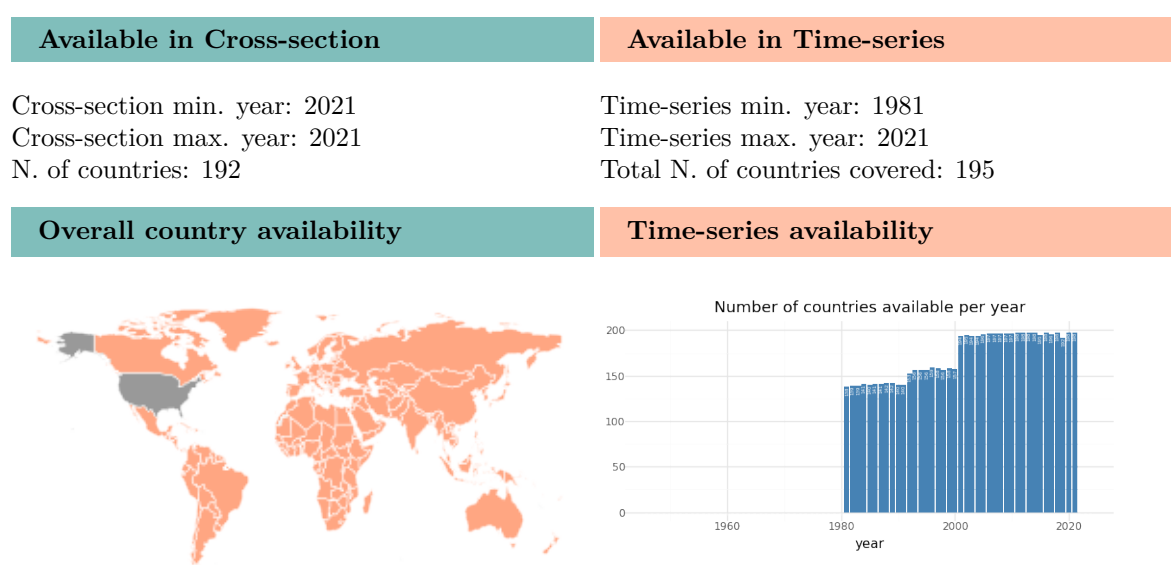 Available in Cross-section
Available in Time-series
Cross-section min. year: 2021
Cross-section max. year: 2021
N. of countries: 192
Time-series min. year: 1981
Time-series max. year: 2021
Total N. of countries covered: 195
Overall country availability
Time-series availability
Number of countries available per year
200
150
100
50
0
1960
1980
2000
2020
year